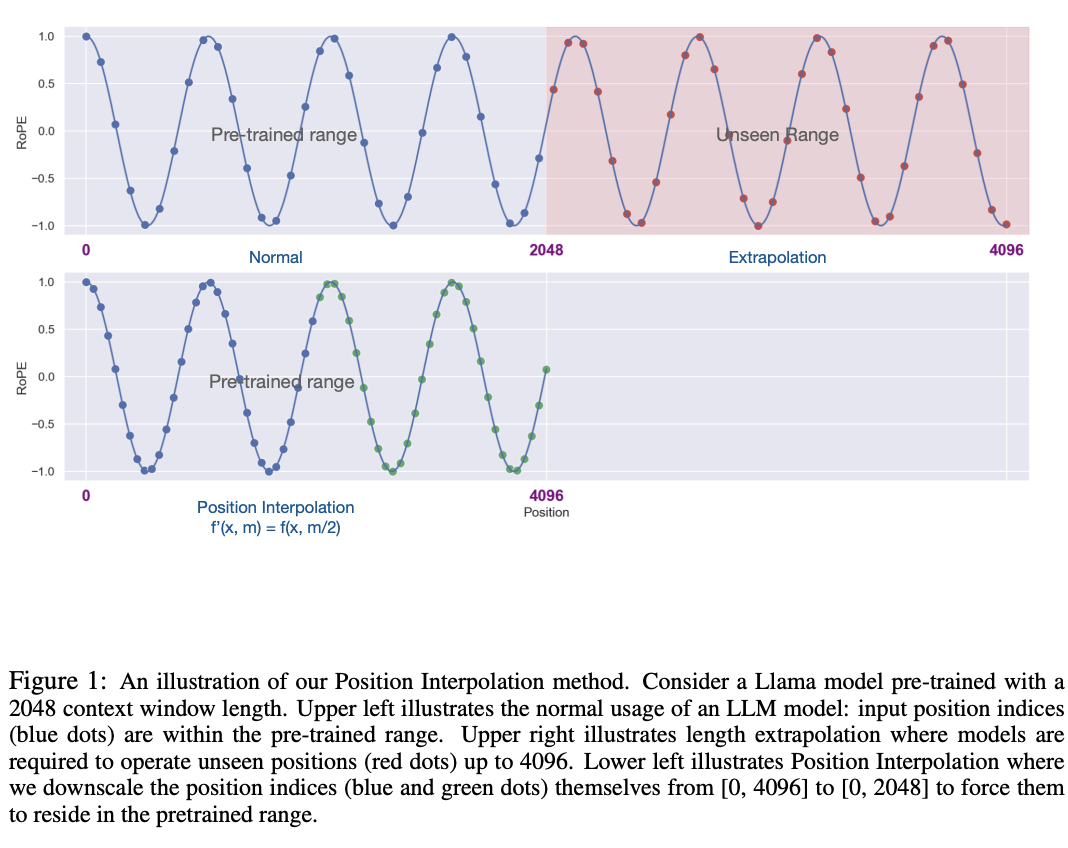 1.0
0.5
0.0
−0.5
−1.0
RoPE
Pre-trained range
Unseen Range
0
2048
4096
Normal
Extrapolation
1.0
0.5
0.0
−0.5
−1.0
RoPE
Pre-trained range
0
4096
Position
Position Interpolation
f'(x, m) = f(x, m/2)
Figure 1: An illustration of our Position Interpolation method. Consider a Llama model pre-trained with a
2048 context window length. Upper left illustrates the normal usage of an LLM model: input position indices
(blue dots) are within the pre-trained range. Upper right illustrates length extrapolation where models are
required to operate unseen positions (red dots) up to 4096. Lower left illustrates Position Interpolation where
we downscale the position indices (blue and green dots) themselves from [0, 4096] to [0, 2048] to force them
to reside in the pretrained range.